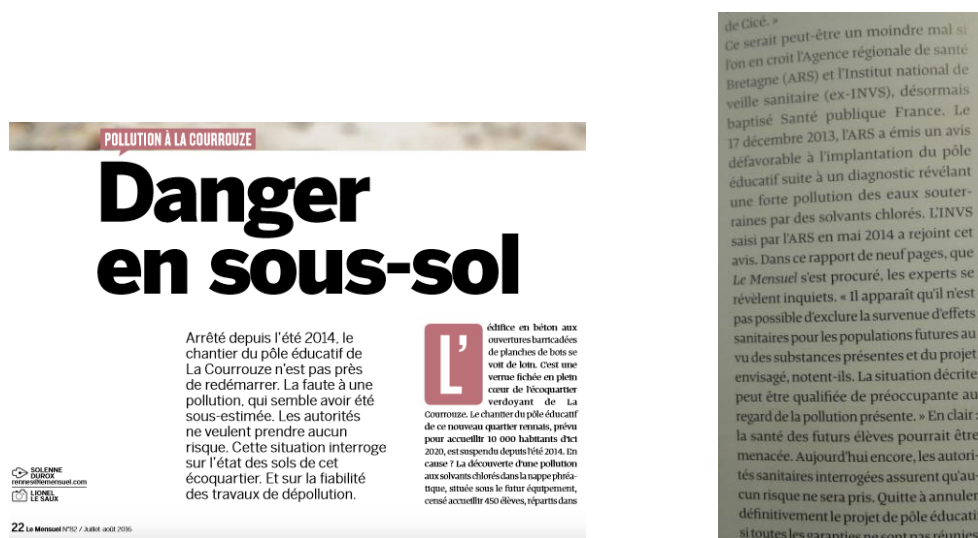 POLLUTION À LA COURROUZE
Danger
en sous-sol
Arrêté depuis l'été 2014, le
chantier du pôle éducatif de
La Courrouze n'est pas près
de redémarrer. La faute à une
pollution, qui semble avoir été
sous-estimée. Les autorités
ne veulent prendre aucun
risque. Cette situation interroge
sur l'état des sols de cet
écoquartier. Et sur la fiabilité
des travaux de dépollution.
SOLENNE
DUROX
rennes@lemensuel.com
LIONEL
LE SAUX
L'
édifice en béton aux
ouvertures barricadées
de planches de bois se
voit de loin. C'est une
verrue fichée en plein
cœur de l'écoquartier
verdoyant de La
Courrouze. Le chantier du pôle éducatif
de ce nouveau quartier rennais, prévu
pour accueillir 10 000 habitants d'ici
2020, est suspendu depuis l'été 2014. En
cause ? La découverte d'une pollution
aux solvants chlorés dans la nappe phréa-
tique, située sous le futur équipement,
censé accueillir 450 élèves, répartis dans
22 Le Mensuel N°82 / Juillet-août 2016
de Cicé. »
Ce serait peut-être un moindre mal si
l'on en croit l'Agence régionale de santé
Bretagne (ARS) et l'Institut national de
veille sanitaire (ex-INVS), désormais
baptisé Santé publique France. Le
17 décembre 2013, l'ARS a émis un avis
défavorable à l'implantation du pôle
éducatif suite à un diagnostic révélant
une forte pollution des eaux souter-
raines par des solvants chlorés. L'INVS
saisi par l'ARS en mai 2014 a rejoint cet
avis. Dans ce rapport de neuf pages, que
Le Mensuel s'est procuré, les experts se
révèlent inquiets. « Il apparaît qu'il n'est
pas possible d'exclure la survenue d'effets
sanitaires pour les populations futures au
vu des substances présentes et du projet
envisagé, notent-ils. La situation décrite
peut être qualifiée de préoccupante au
regard de la pollution présente. » En clair :
la santé des futurs élèves pourrait être
menacée. Aujourd'hui encore, les autori-
tés sanitaires interrogées assurent qu'au-
cun risque ne sera pris. Quitte à annuler
définitivement le projet de pôle éducati
si toutes les garanties ne sont pas réunies